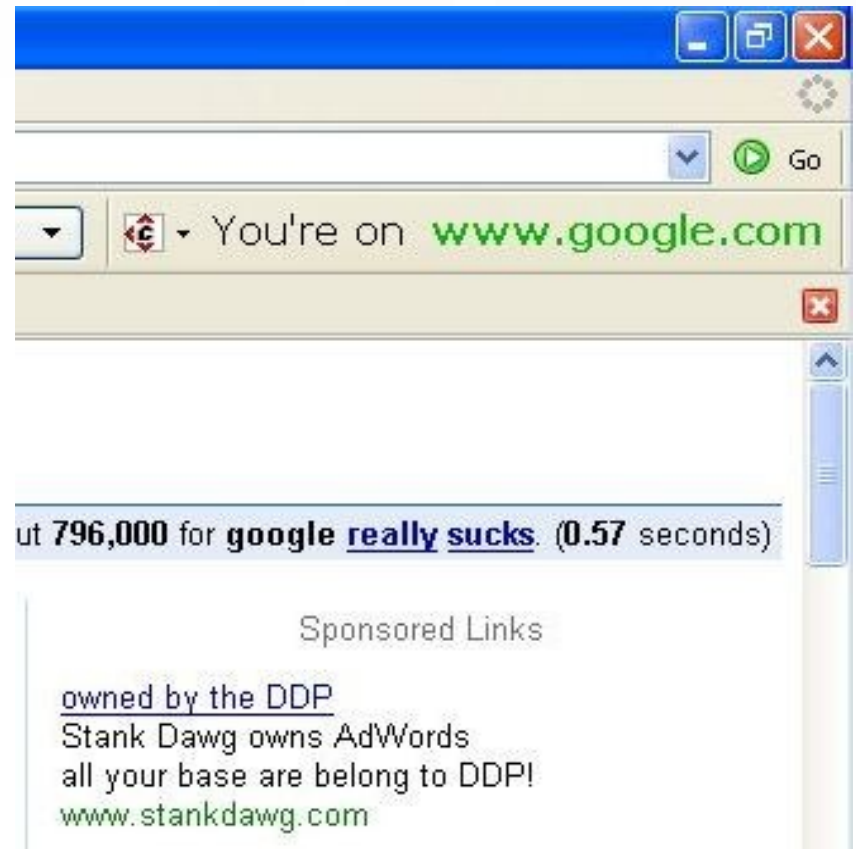 Go
You're on www.google.com
ut 796,000 for google really sucks. (0.57 seconds)
Sponsored Links
owned by the DDP
Stank Dawg owns AdWords
all your base are belong to DDP!
www.stankdawg.com